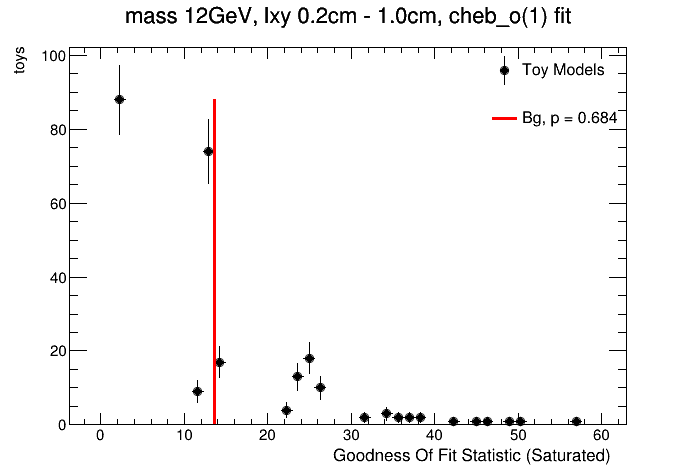 mass 12GeV, lxy 0.2cm - 1.0cm, cheb_o(1) fit
toys
100
80
60
40
20
0
Toy Models
Bg, p = 0.684
0 10 20 30 40 50 60
Goodness Of Fit Statistic (Saturated)